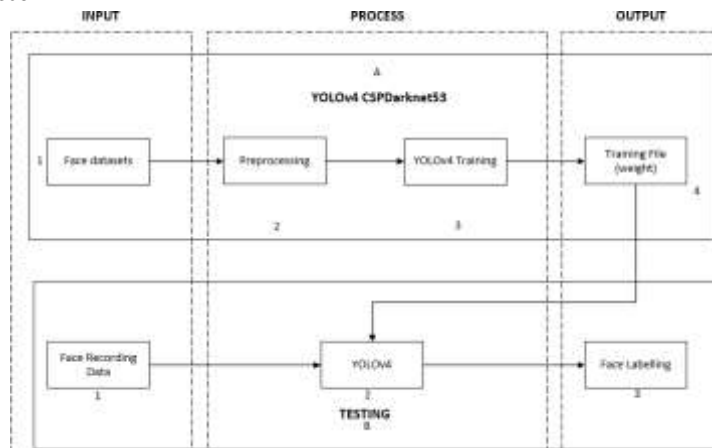 INPUT
PROCESS
OUTPUT
A
YOLOv4 CSPDarknet53
1
Face datasets
Preprocessing
YOLOv4 Training
Training File
(weight)
4
2
3
Face Recording
Data
1
YOLOv4
2
Face Labelling
3
TESTING
B